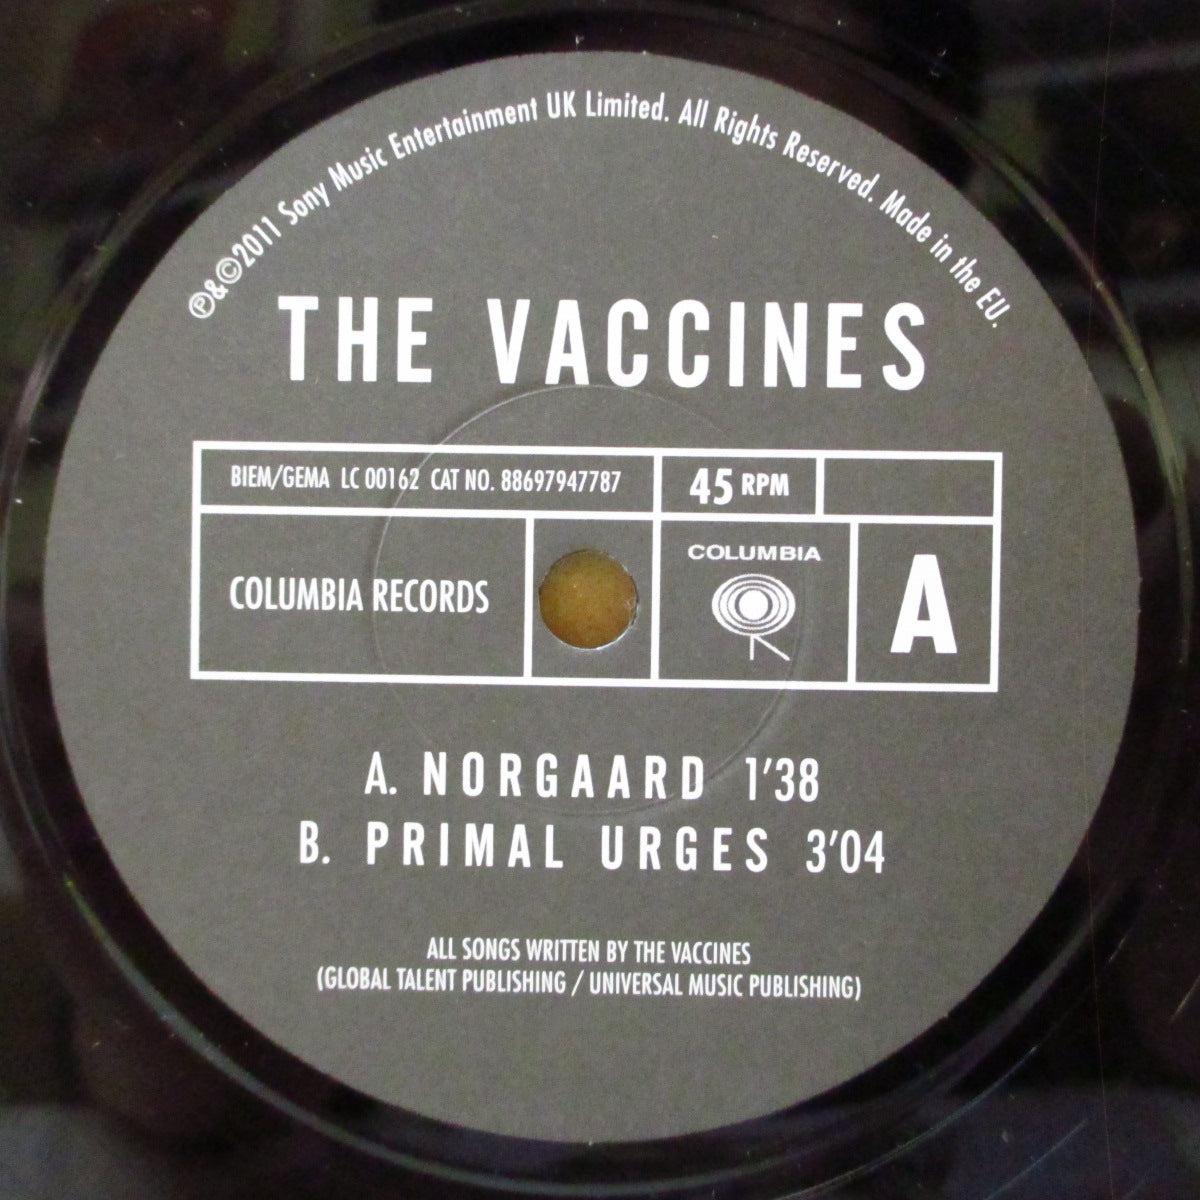 ℗&©2011 Sony Music Entertainment UK Limited. All Rights Reserved. Made in the EU.
THE VACCINES
BIEM/GEMA LC 00162 CAT NO. 88697947787
45 RPM
COLUMBIA RECORDS
COLUMBIA
A
A. NORGAARD 1'38
B. PRIMAL URGES 3'04
ALL SONGS WRITTEN BY THE VACCINES
(GLOBAL TALENT PUBLISHING / UNIVERSAL MUSIC PUBLISHING)